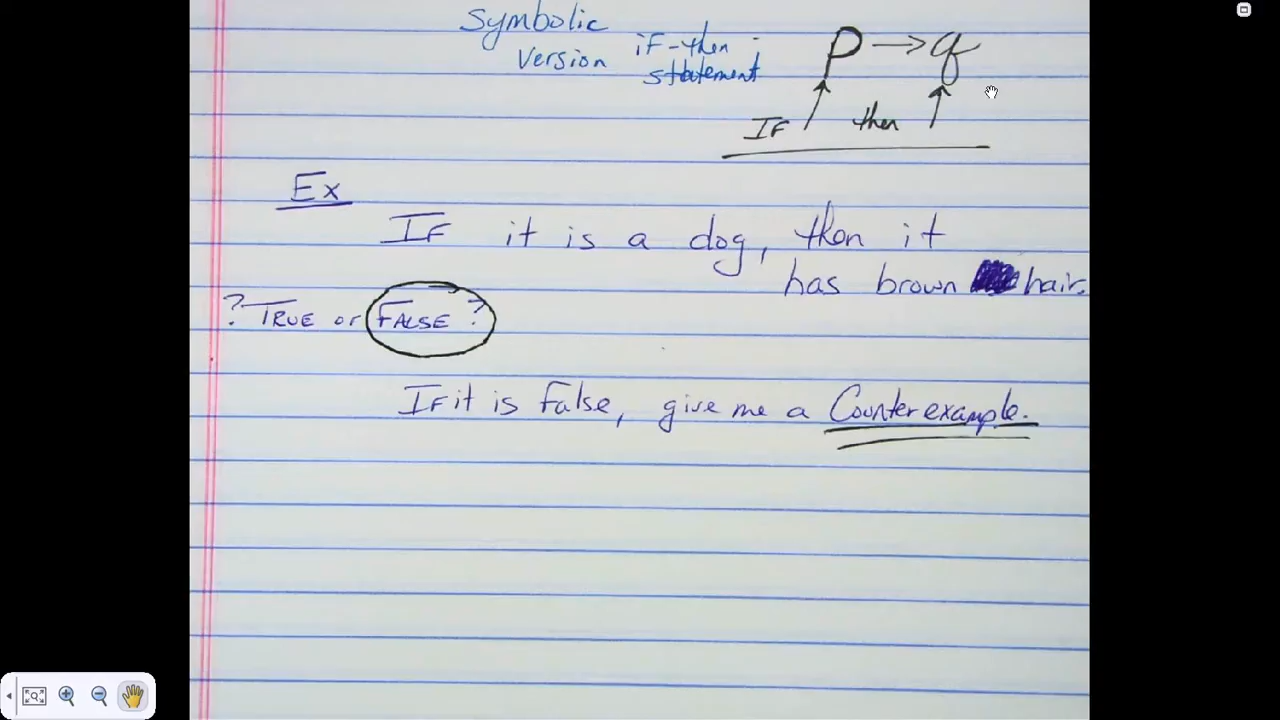 Symbolic
Version if-then statement : P → q
IF then
Ex
IF it is a dog, then it
has brown hair.
? TRUE or FALSE ?
IF it is False, give me a Counterexample.